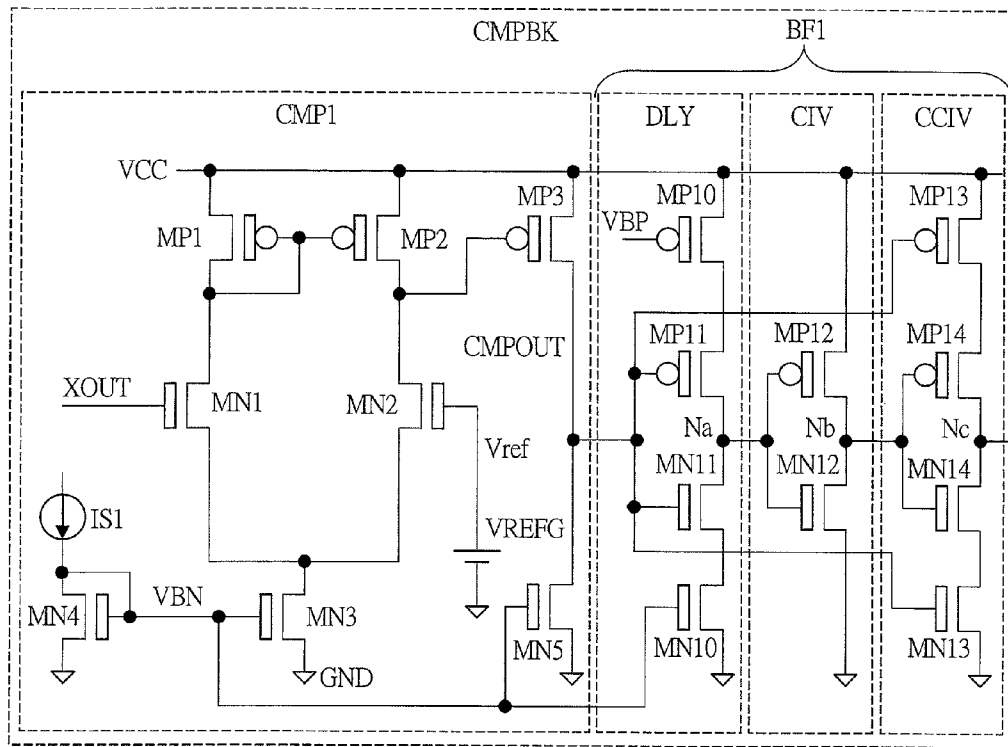 CMPBK
BF1
CMP1
DLY
CIV
CCIV
VCC
MP1
MP2
MP3
MP10
MP13
VBP
CMPOUT
MP11
MP12
MP14
XOUT
MN1
MN2
Vref
Na
Nb
Nc
MN11
MN12
MN14
IS1
VREFG
MN4
VBN
MN3
MN5
MN10
MN13
GND